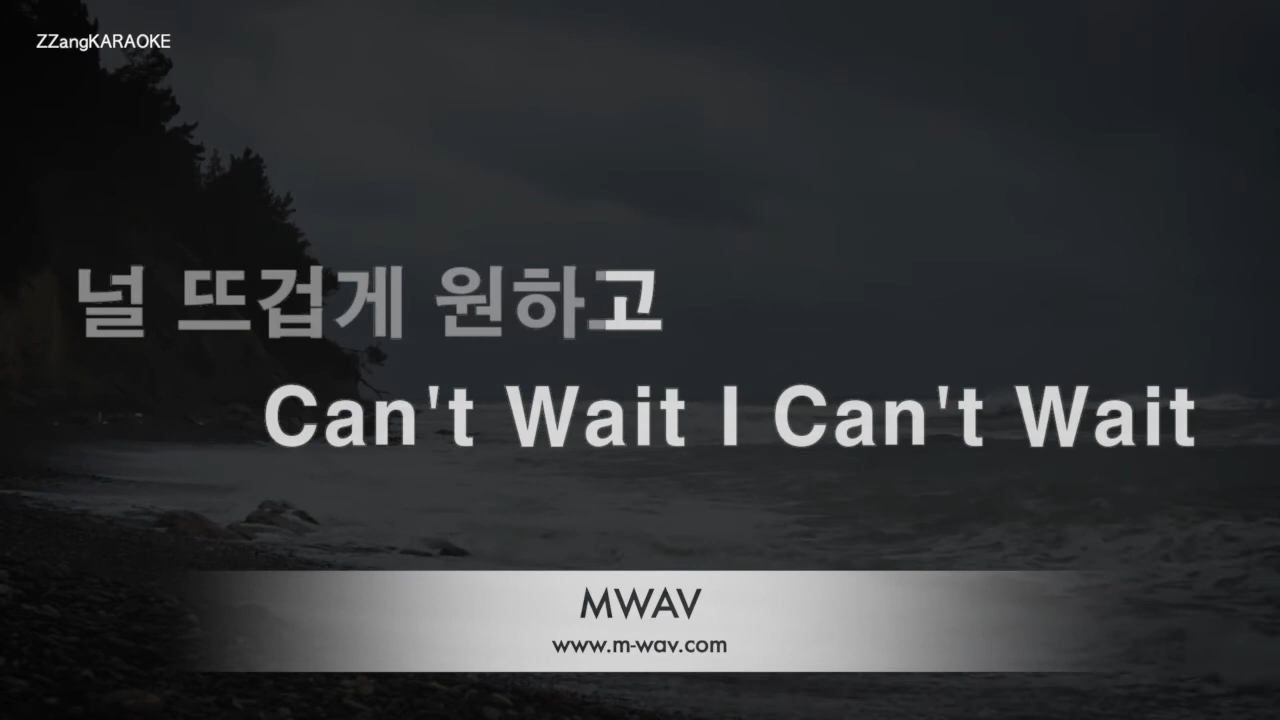 ZZangKARAOKE
널 뜨겁게 원하고
Can't Wait I Can't Wait
MWAV
www.m-wav.com